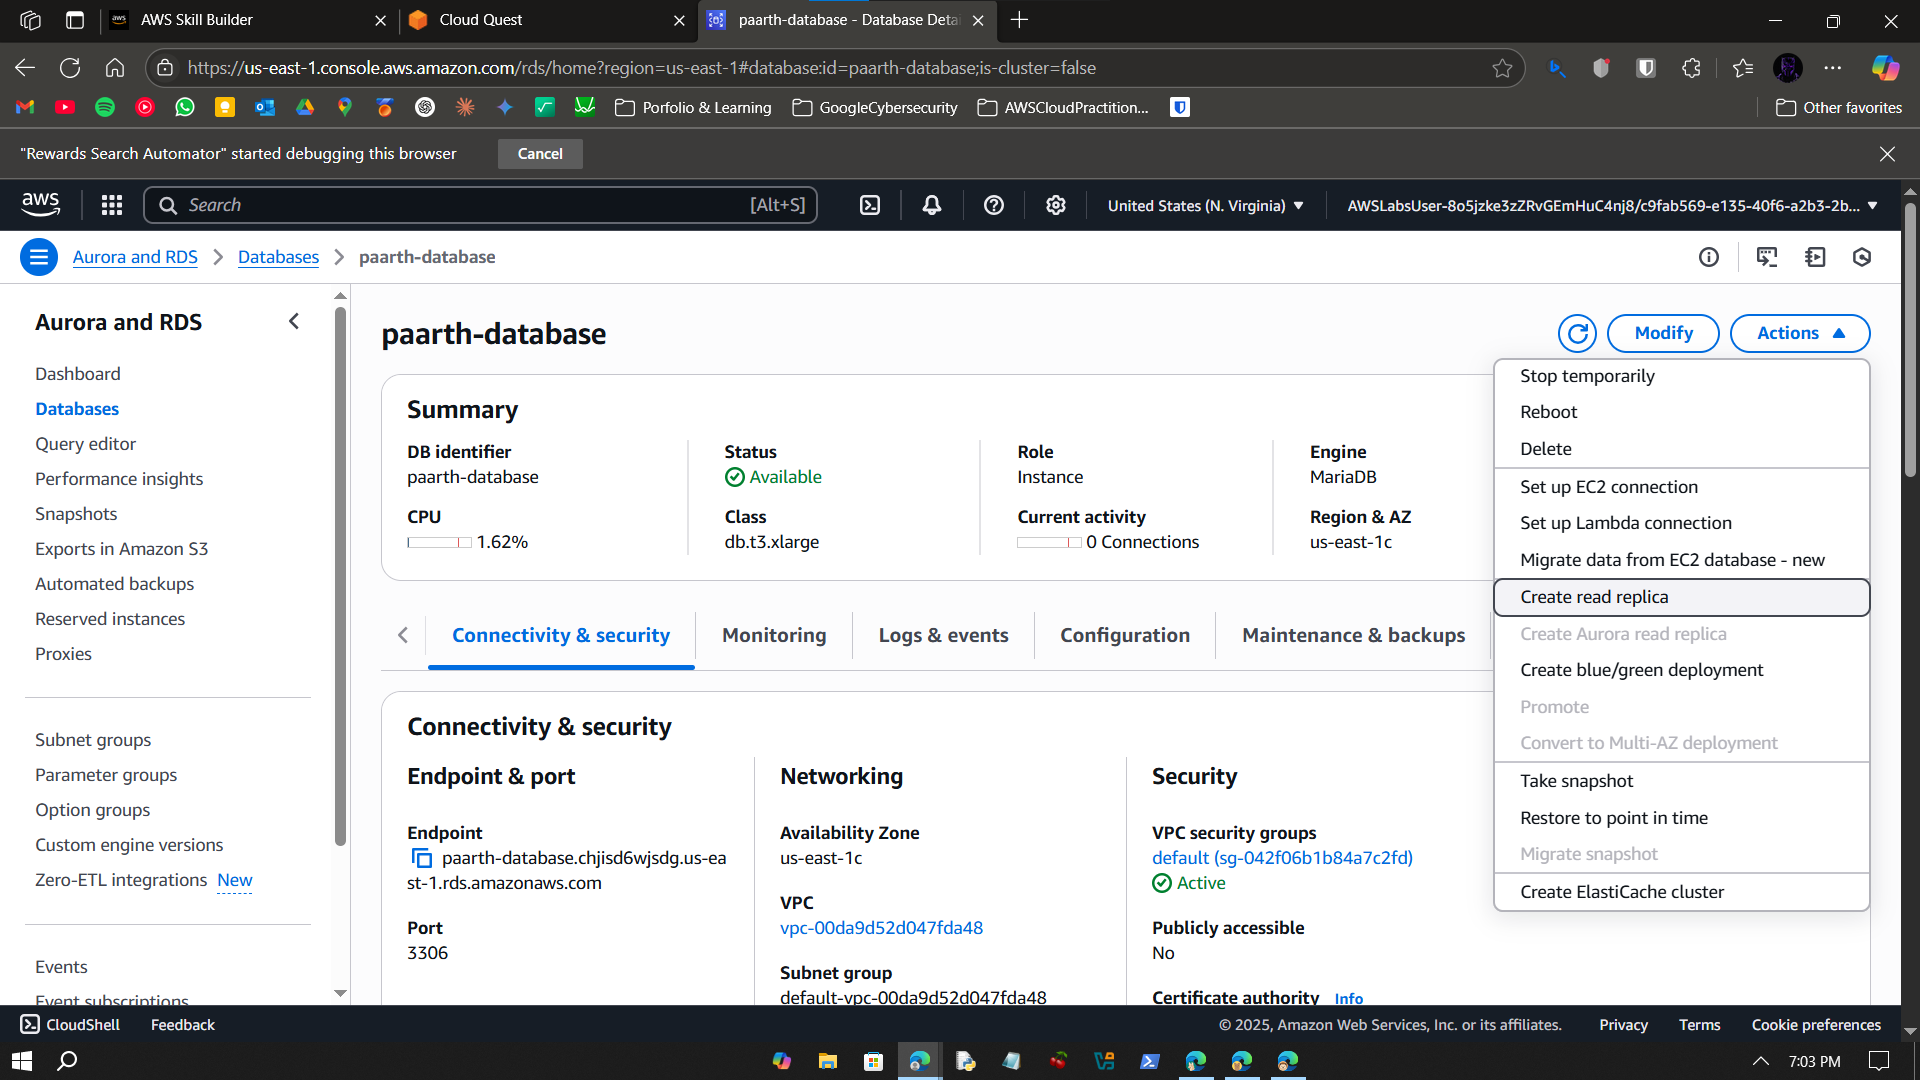 AWS Skill Builder
Cloud Quest
paarth-database - Database Detai
https://us-east-1.console.aws.amazon.com/rds/home?region=us-east-1#database:id=paarth-database;is-cluster=false
Porfolio & Learning
GoogleCybersecurity
AWSCloudPractition...
Other favorites
"Rewards Search Automator" started debugging this browser
Cancel
aws
Search
[Alt+S]
United States (N. Virginia)
AWSLabsUser-8o5jzke3zZRvGEmHuC4nj8/c9fab569-e135-40f6-a2b3-2b...
Aurora and RDS
Databases
paarth-database
Aurora and RDS
Dashboard
Databases
Query editor
Performance insights
Snapshots
Exports in Amazon S3
Automated backups
Reserved instances
Proxies
Subnet groups
Parameter groups
Option groups
Custom engine versions
Zero-ETL integrations New
Events
Event subscriptions
paarth-database
Modify
Actions
Summary
DB identifier
paarth-database
Status
Available
Role
Instance
Engine
MariaDB
CPU
1.62%
Class
db.t3.xlarge
Current activity
0 Connections
Region & AZ
us-east-1c
Stop temporarily
Reboot
Delete
Set up EC2 connection
Set up Lambda connection
Migrate data from EC2 database - new
Create read replica
Create Aurora read replica
Create blue/green deployment
Promote
Convert to Multi-AZ deployment
Take snapshot
Restore to point in time
Migrate snapshot
Create ElastiCache cluster
Connectivity & security
Monitoring
Logs & events
Configuration
Maintenance & backups
Connectivity & security
Endpoint & port
Endpoint
paarth-database.chjisd6wjsdg.us-ea
st-1.rds.amazonaws.com
Port
3306
Networking
Availability Zone
us-east-1c
VPC
vpc-00da9d52d047fda48
Subnet group
default-vpc-00da9d52d047fda48
Security
VPC security groups
default (sg-042f06b1b84a7c2fd)
Active
Publicly accessible
No
Certificate authority Info
CloudShell
Feedback
© 2025, Amazon Web Services, Inc. or its affiliates.
Privacy
Terms
Cookie preferences
7:03 PM